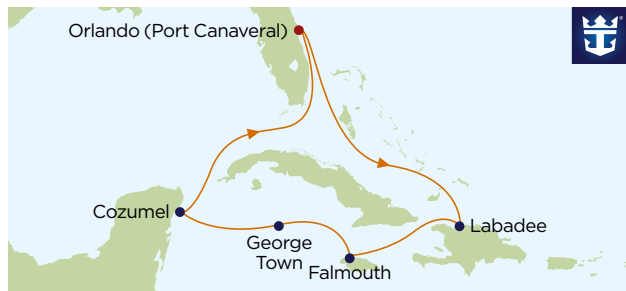 Orlando (Port Canaveral)
Cozumel
George
Town
Falmouth
Labadee
®